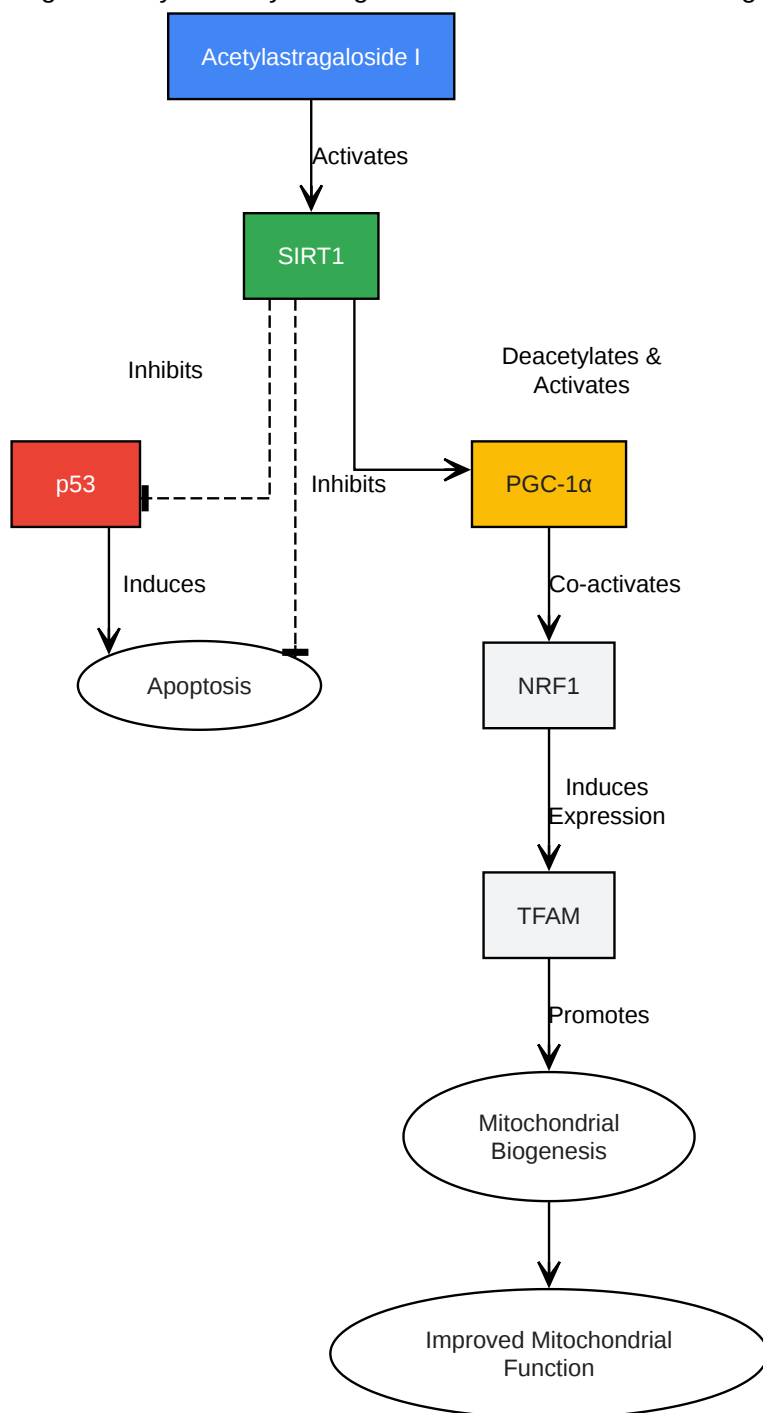 Acetylastragaloside I
Activates
SIRT1
Inhibits
Deacetylates &
Activates
p53
Inhibits
PGC-1α
Induces
Co-activates
Apoptosis
NRF1
Induces
Expression
TFAM
Promotes
Mitochondrial
Biogenesis
Improved Mitochondrial
Function